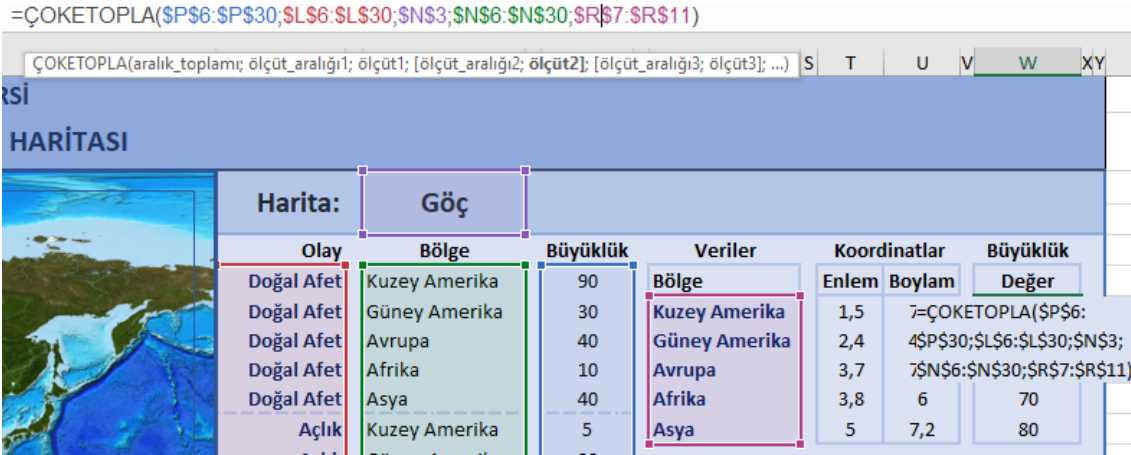 =ÇOKETOPLA($P$6:$P$30;$L$6:$L$30;$N$3;$N$6:$N$30;$R$7:$R$11)
ÇOKETOPLA(aralık_toplamı; ölçüt_aralığı1; ölçüt1; [ölçüt_aralığı2; ölçüt2]; [ölçüt_aralığı3; ölçüt3]; ...) S T U V W X Y
RSİ
HARİTASI
Harita: Göç
Olay Bölge Büyüklük Veriler Koordinatlar Büyüklük
Doğal Afet Kuzey Amerika 90 Bölge Enlem Boylam Değer
Doğal Afet Güney Amerika 30 Kuzey Amerika 1,5 7=ÇOKETOPLA($P$6:
Doğal Afet Avrupa 40 Güney Amerika 2,4 4$P$30;$L$6:$L$30;$N$3;
Doğal Afet Afrika 10 Avrupa 3,7 7$N$6:$N$30;$R$7:$R$11)
Doğal Afet Asya 40 Afrika 3,8 6 70
Açlık Kuzey Amerika 5 Asya 5 7,2 80